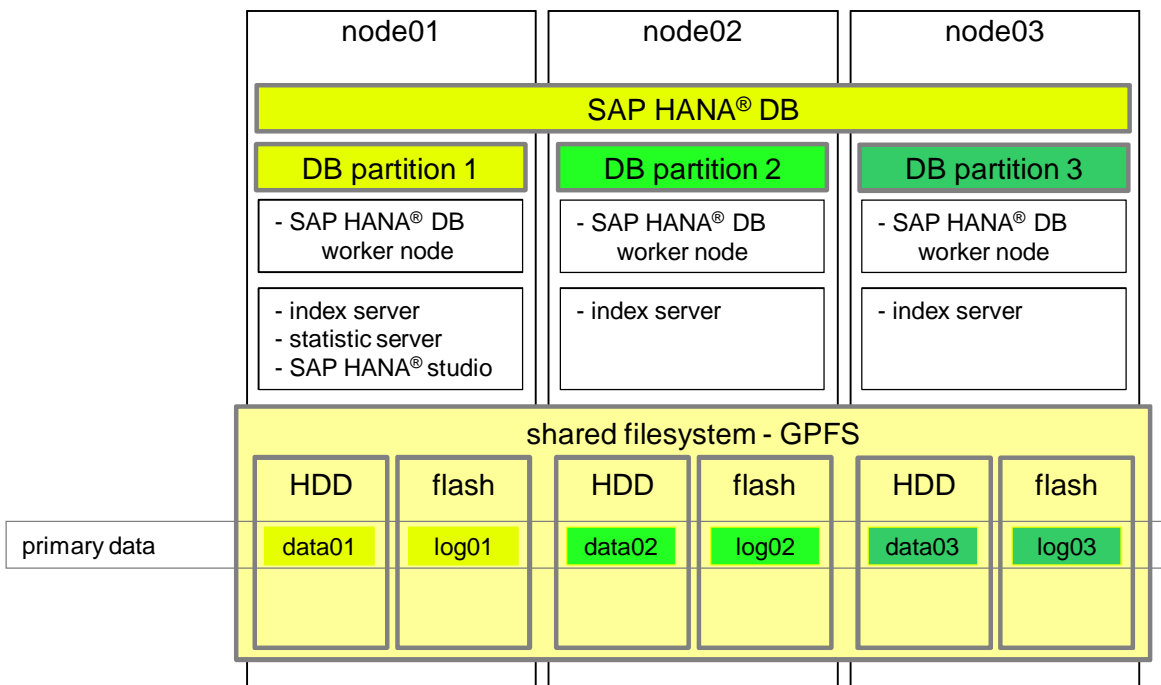 node01 node02 node03
SAP HANA® DB
DB partition 1 DB partition 2 DB partition 3
- SAP HANA® DB - SAP HANA® DB - SAP HANA® DB
worker node worker node worker node
- index server - index server - index server
- statistic server
- SAP HANA® studio
shared filesystem - GPFS
HDD flash HDD flash HDD flash
primary data data01 log01 data02 log02 data03 log03